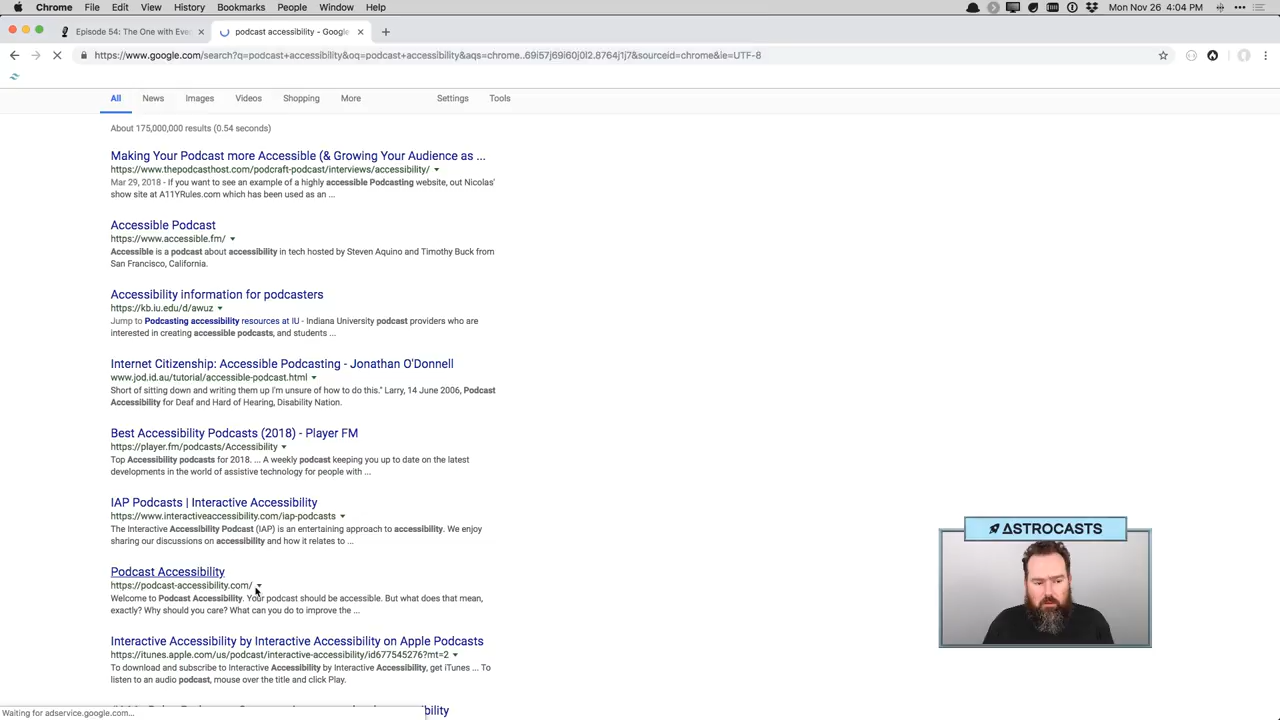 Chrome File Edit View History Bookmarks People Window Help Mon Nov 26 4:04 PM
Episode 54: The One with Eve podcast accessibility - Google
https://www.google.com/search?q=podcast+accessibility&oq=podcast+accessibility&aqs=chrome..69i57j69i60j0l2.8764j1j7&sourceid=chrome&ie=UTF-8
All News Images Videos Shopping More Settings Tools
About 175,000,000 results (0.54 seconds)
Making Your Podcast more Accessible (& Growing Your Audience as ...
https://www.thepodcasthost.com/podcraft-podcast/interviews/accessibility/
Mar 29, 2018 - If you want to see an example of a highly accessible Podcasting website, out Nicolas'
show site at A11YRules.com which has been used as an ...
Accessible Podcast
https://www.accessible.fm/
Accessible is a podcast about accessibility in tech hosted by Steven Aquino and Timothy Buck from
San Francisco, California.
Accessibility information for podcasters
https://kb.iu.edu/d/awuz
Jump to Podcasting accessibility resources at IU - Indiana University podcast providers who are
interested in creating accessible podcasts, and students ...
Internet Citizenship: Accessible Podcasting - Jonathan O'Donnell
www.jod.id.au/tutorial/accessible-podcast.html
Short of sitting down and writing them up I'm unsure of how to do this." Larry, 14 June 2006, Podcast
Accessibility for Deaf and Hard of Hearing, Disability Nation.
Best Accessibility Podcasts (2018) - Player FM
https://player.fm/podcasts/Accessibility
Top Accessibility podcasts for 2018. ... A weekly podcast keeping you up to date on the latest
developments in the world of assistive technology for people with ...
IAP Podcasts | Interactive Accessibility
https://www.interactiveaccessibility.com/iap-podcasts
The Interactive Accessibility Podcast (IAP) is an entertaining approach to accessibility. We enjoy
sharing our discussions on accessibility and how it relates to ...
Podcast Accessibility
https://podcast-accessibility.com/
Welcome to Podcast Accessibility. Your podcast should be accessible. But what does that mean,
exactly? Why should you care? What can you do to improve the ...
Interactive Accessibility by Interactive Accessibility on Apple Podcasts
https://itunes.apple.com/us/podcast/interactive-accessibility/id677545276?mt=2
To download and subscribe to Interactive Accessibility by Interactive Accessibility, get iTunes ... To
listen to an audio podcast, mouse over the title and click Play.
Waiting for adservice.google.com...
ASTROCASTS